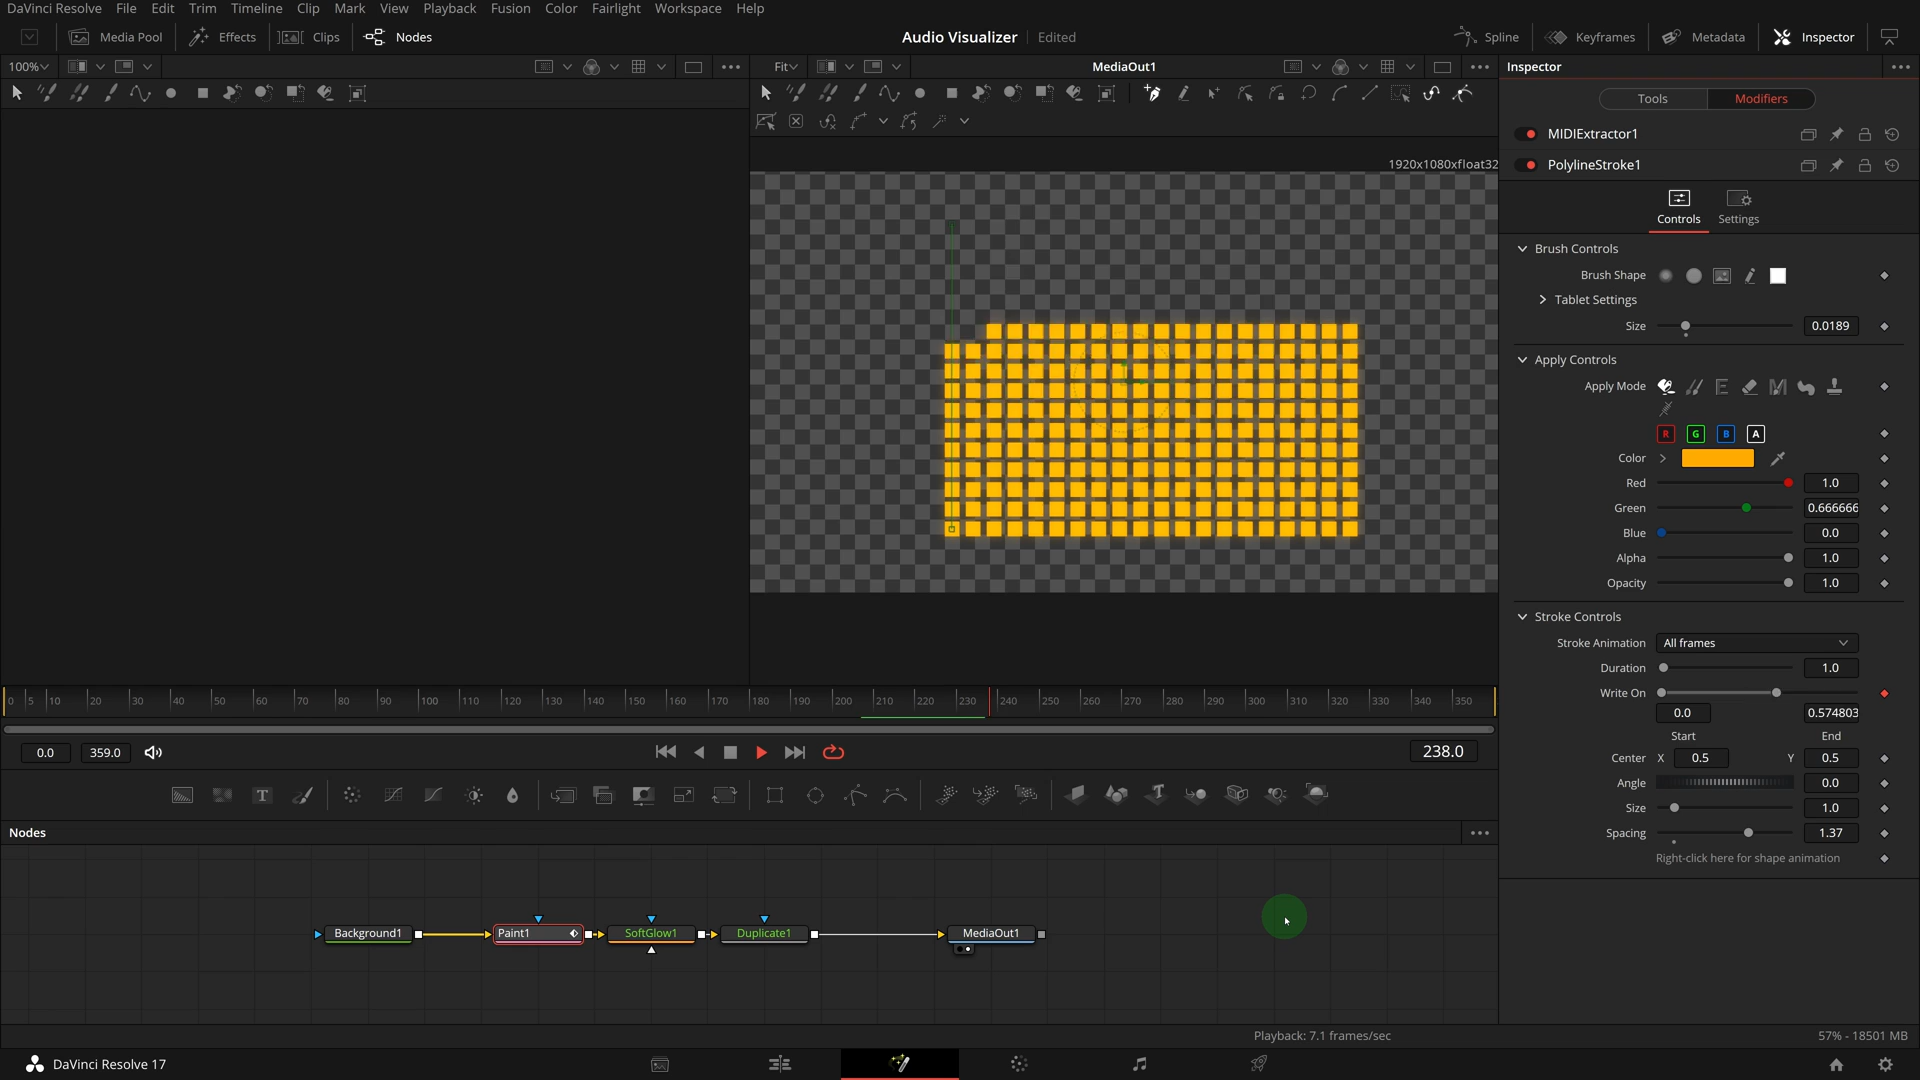 DaVinci Resolve File Edit Trim Timeline Clip Mark View Playback Fusion Color Fairlight Workspace Help
Media Pool Effects Clips Nodes Audio Visualizer Edited Spline Keyframes Metadata Inspector
100% Fit MediaOut1 Inspector
Tools Modifiers
MIDIExtractor1
1920x1080xfloat32
PolylineStroke1
Controls Settings
Brush Controls
Brush Shape
Tablet Settings
Size 0.0189
Apply Controls
Apply Mode
R G B A
Color
Red 1.0
Green 0.666666
Blue 0.0
Alpha 1.0
Opacity 1.0
Stroke Controls
Stroke Animation All frames
Duration 1.0
Write On
0.0 0.574803
Start End
Center X 0.5 Y 0.5
Angle 0.0
Size 1.0
Spacing 1.37
Right-click here for shape animation
0 5 10 20 30 40 50 60 70 80 90 100 110 120 130 140 150 160 170 180 190 200 210 220 230 240 250 260 270 280 290 300 310 320 330 340 350
0.0 359.0 238.0
Nodes
Background1 Paint1 SoftGlow1 Duplicate1 MediaOut1
Playback: 7.1 frames/sec 57% - 18501 MB
DaVinci Resolve 17